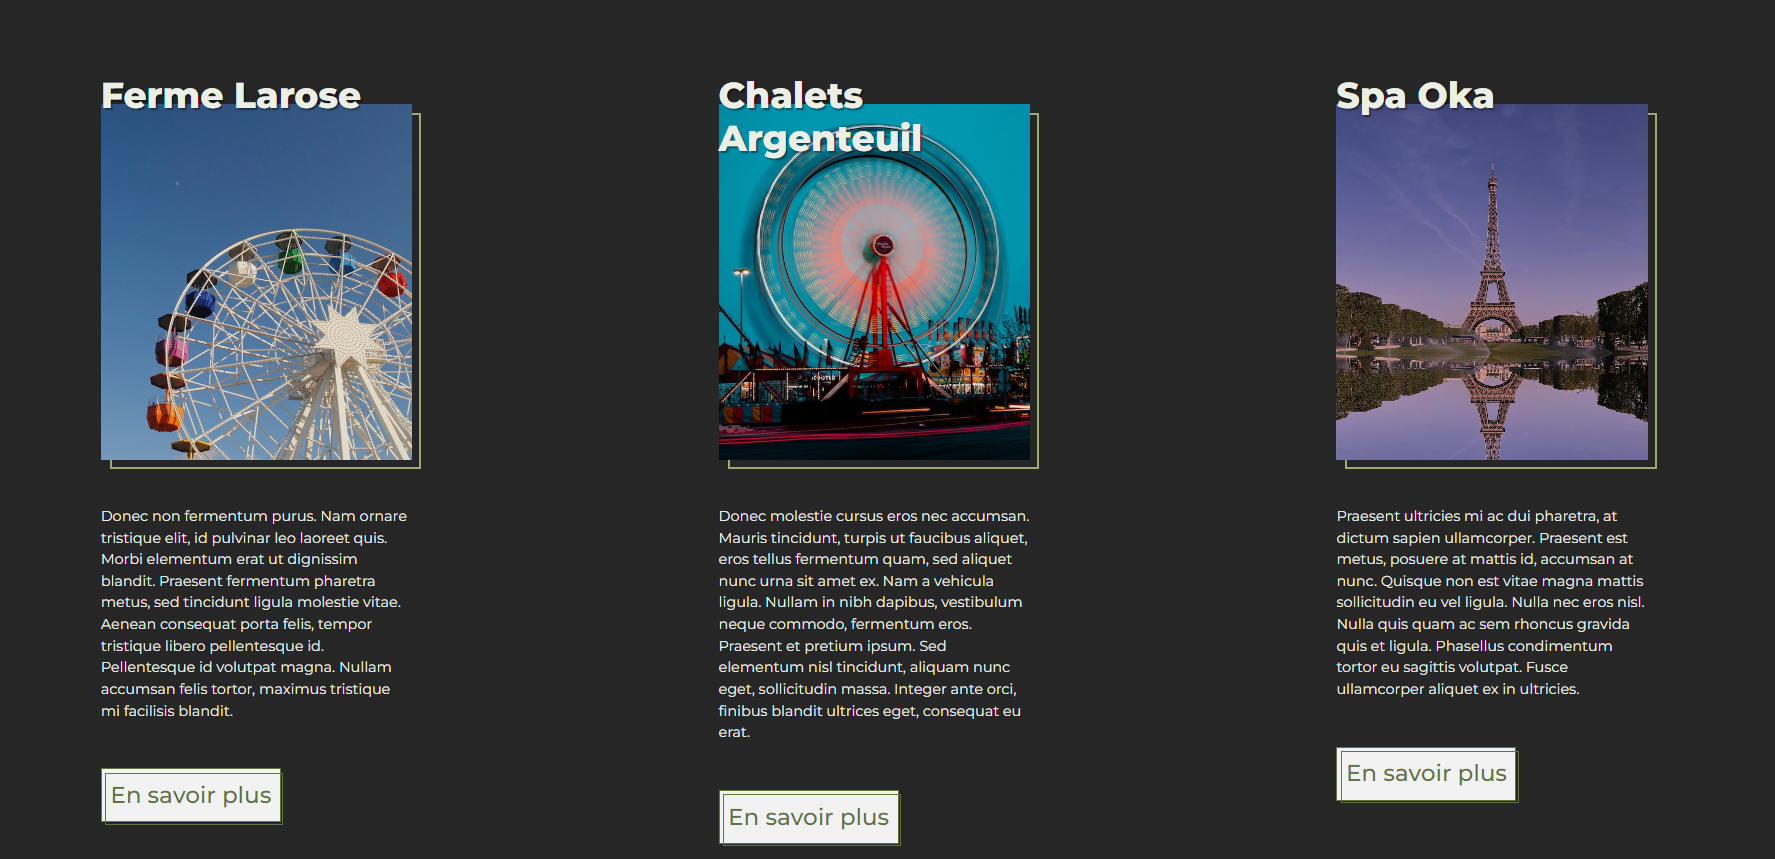 Ferme Larose
Donec non fermentum purus. Nam ornare
tristique elit, id pulvinar leo laoreet quis.
Morbi elementum erat ut dignissim
blandit. Praesent fermentum pharetra
metus, sed tincidunt ligula molestie vitae.
Aenean consequat porta felis, tempor
tristique libero pellentesque id.
Pellentesque id volutpat magna. Nullam
accumsan felis tortor, maximus tristique
mi facilisis blandit.
En savoir plus
Chalets
Argenteuil
Donec molestie cursus eros nec accumsan.
Mauris tincidunt, turpis ut faucibus aliquet,
eros tellus fermentum quam, sed aliquet
nunc urna sit amet ex. Nam a vehicula
ligula. Nullam in nibh dapibus, vestibulum
neque commodo, fermentum eros.
Praesent et pretium ipsum. Sed
elementum nisl tincidunt, aliquam nunc
eget, sollicitudin massa. Integer ante orci,
finibus blandit ultrices eget, consequat eu
erat.
En savoir plus
Spa Oka
Praesent ultricies mi ac dui pharetra, at
dictum sapien ullamcorper. Praesent est
metus, posuere at mattis id, accumsan at
nunc. Quisque non est vitae magna mattis
sollicitudin eu vel ligula. Nulla nec eros nisl.
Nulla quis quam ac sem rhoncus gravida
quis et ligula. Phasellus condimentum
tortor eu sagittis volutpat. Fusce
ullamcorper aliquet ex in ultricies.
En savoir plus